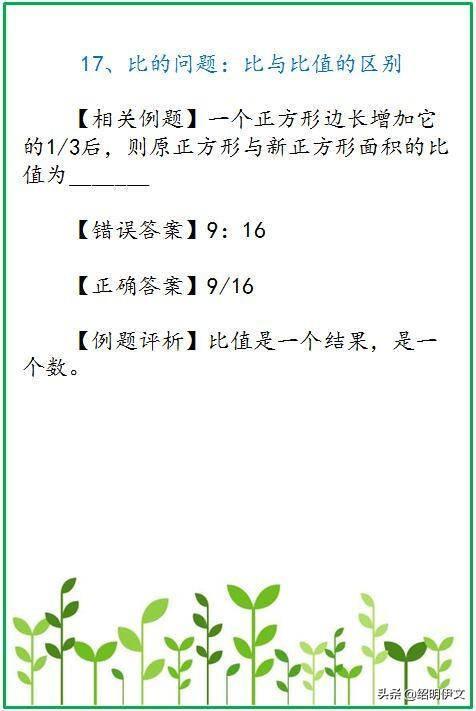 17、比的问题：比与比值的区别
【相关例题】一个正方形边长增加它
的1/3后，则原正方形与新正方形面积的比
值为_______
【错误答案】9：16
【正确答案】9/16
【例题评析】比值是一个结果，是一
个数。
头条 @绍明伊文